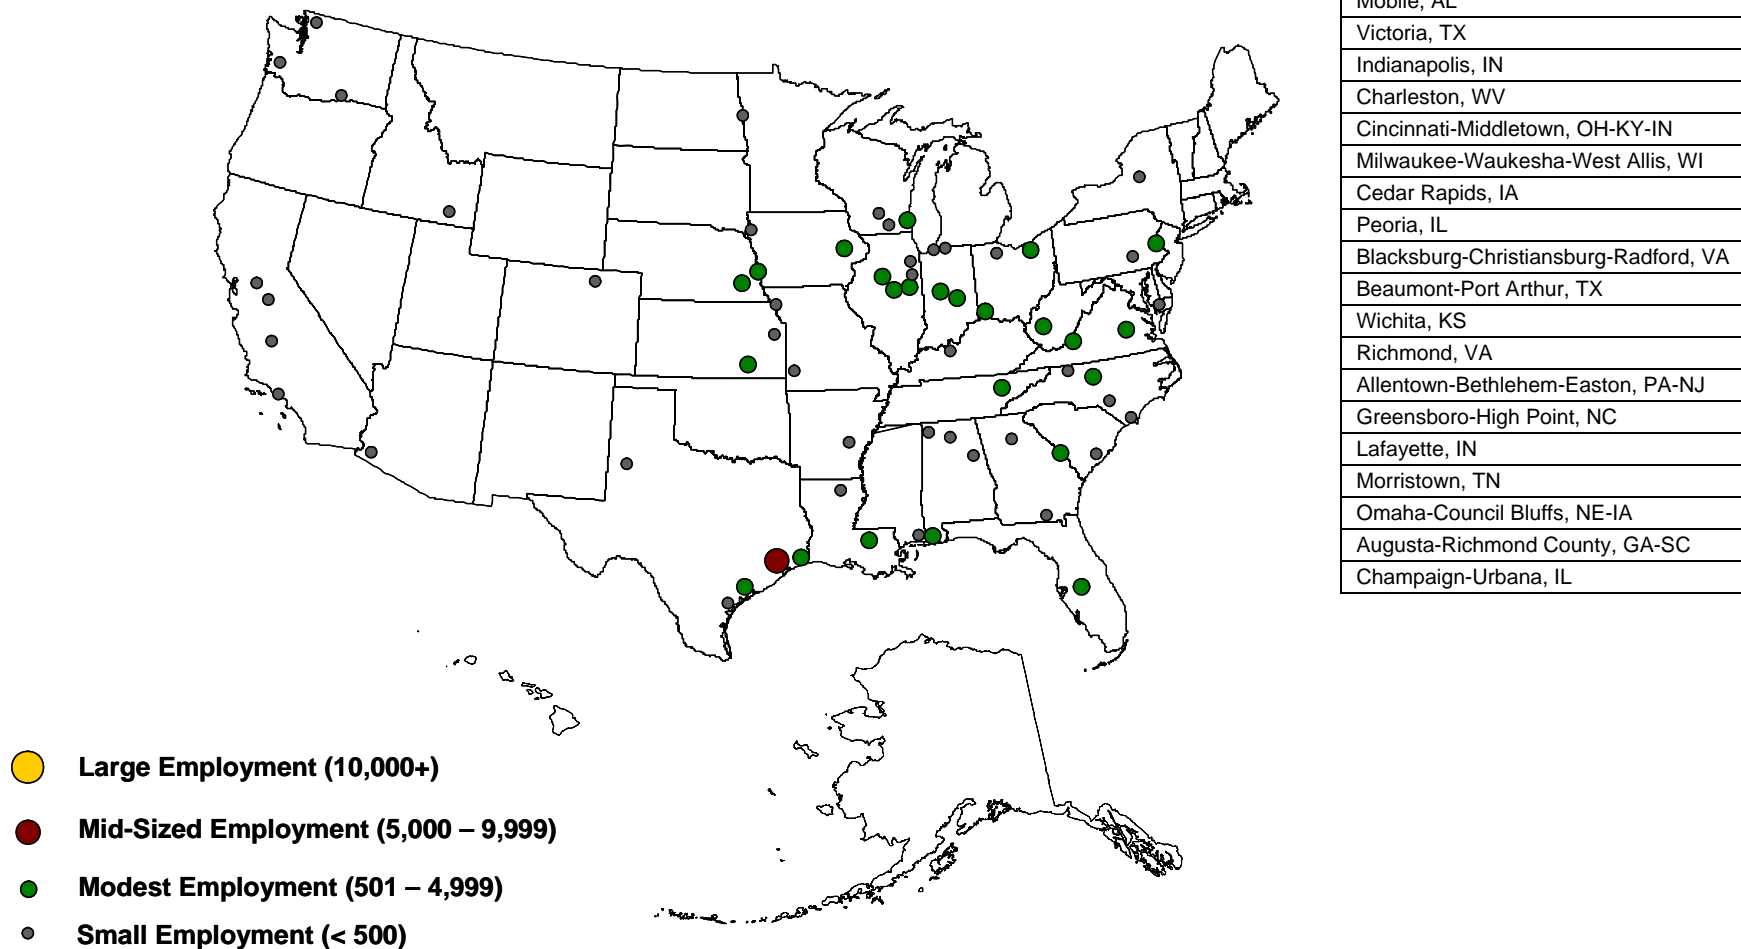 Mobile, AL
Victoria, TX
Indianapolis, IN
Charleston, WV
Cincinnati-Middletown, OH-KY-IN
Milwaukee-Waukesha-West Allis, WI
Cedar Rapids, IA
Peoria, IL
Blacksburg-Christiansburg-Radford, VA
Beaumont-Port Arthur, TX
Wichita, KS
Richmond, VA
Allentown-Bethlehem-Easton, PA-NJ
Greensboro-High Point, NC
Lafayette, IN
Morristown, TN
Omaha-Council Bluffs, NE-IA
Augusta-Richmond County, GA-SC
Champaign-Urbana, IL
Large Employment (10,000+)
Mid-Sized Employment (5,000 – 9,999)
Modest Employment (501 – 4,999)
Small Employment (< 500)